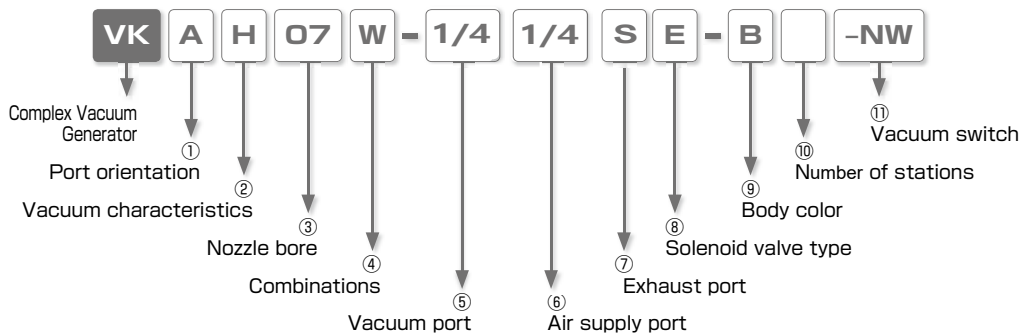 VK A H 07 W - 1/4 1/4 S E - B -NW
Complex Vacuum
Generator
① Port orientation
② Vacuum characteristics
③ Nozzle bore
④ Combinations
⑤ Vacuum port
⑥ Air supply port
⑦ Exhaust port
⑧ Solenoid valve type
⑨ Body color
⑩ Number of stations
⑪ Vacuum switch